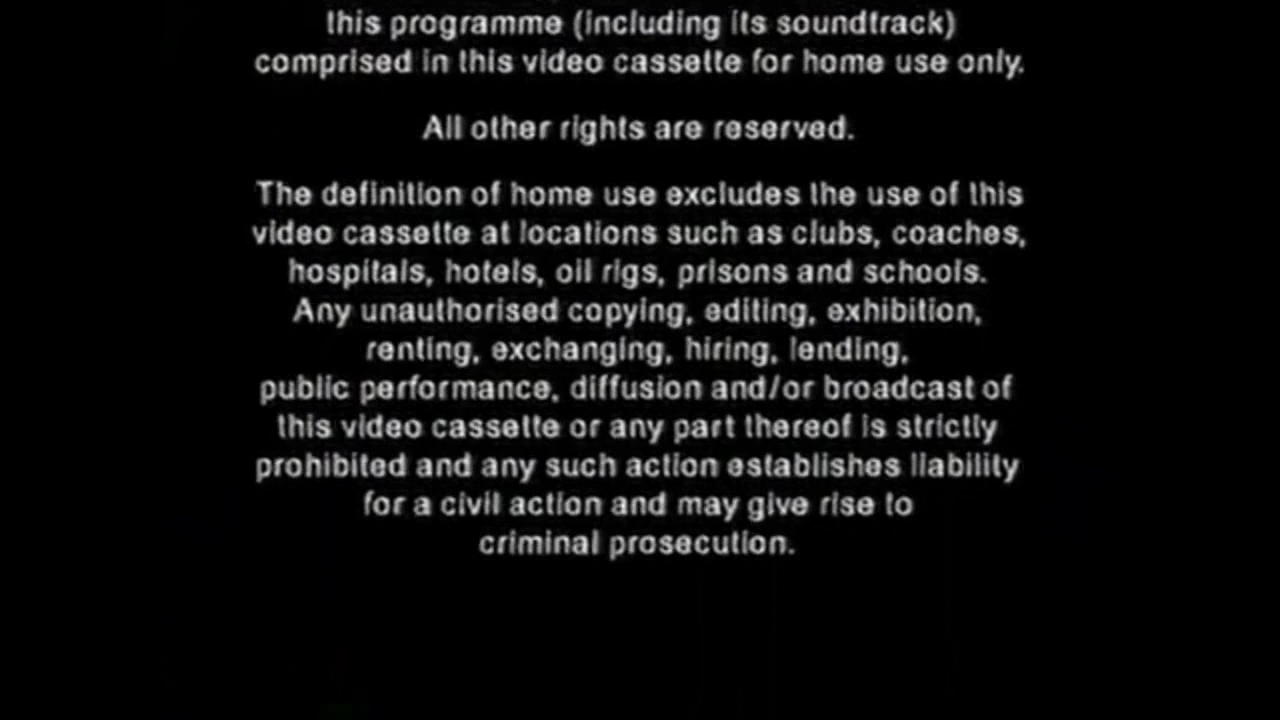 this programme (including its soundtrack)
comprised in this video cassette for home use only.
All other rights are reserved.
The definition of home use excludes the use of this
video cassette at locations such as clubs, coaches,
hospitals, hotels, oil rigs, prisons and schools.
Any unauthorised copying, editing, exhibition,
renting, exchanging, hiring, lending,
public performance, diffusion and/or broadcast of
this video cassette or any part thereof is strictly
prohibited and any such action establishes liability
for a civil action and may give rise to
criminal prosecution.